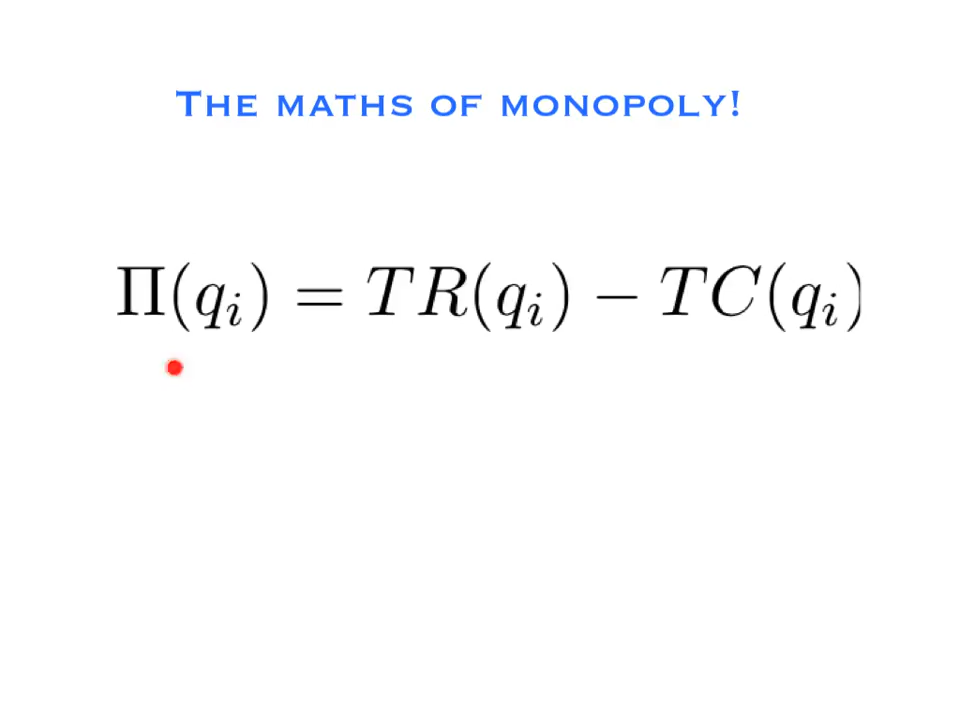 The maths of monopoly!
Π(qᵢ) = TR(qᵢ) − TC(qᵢ)